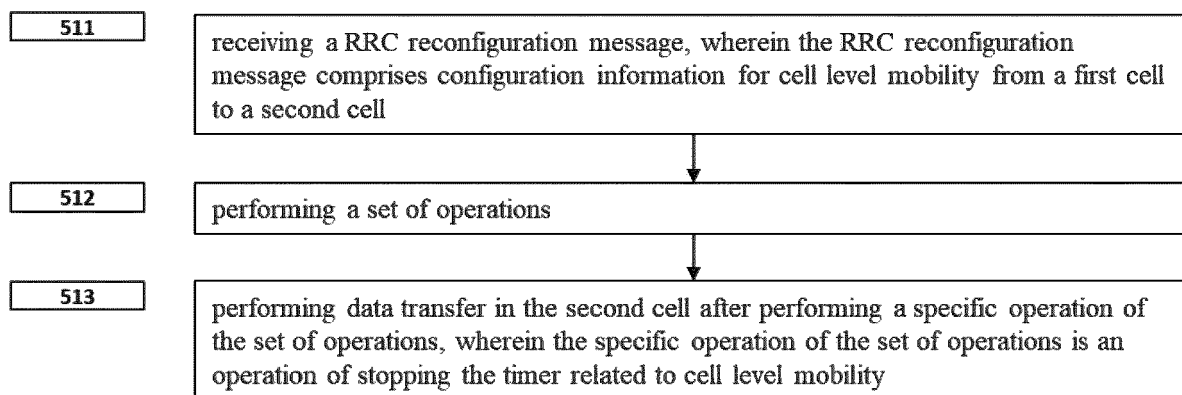 511
receiving a RRC reconfiguration message, wherein the RRC reconfiguration
message comprises configuration information for cell level mobility from a first cell
to a second cell
512
performing a set of operations
513
performing data transfer in the second cell after performing a specific operation of
the set of operations, wherein the specific operation of the set of operations is an
operation of stopping the timer related to cell level mobility